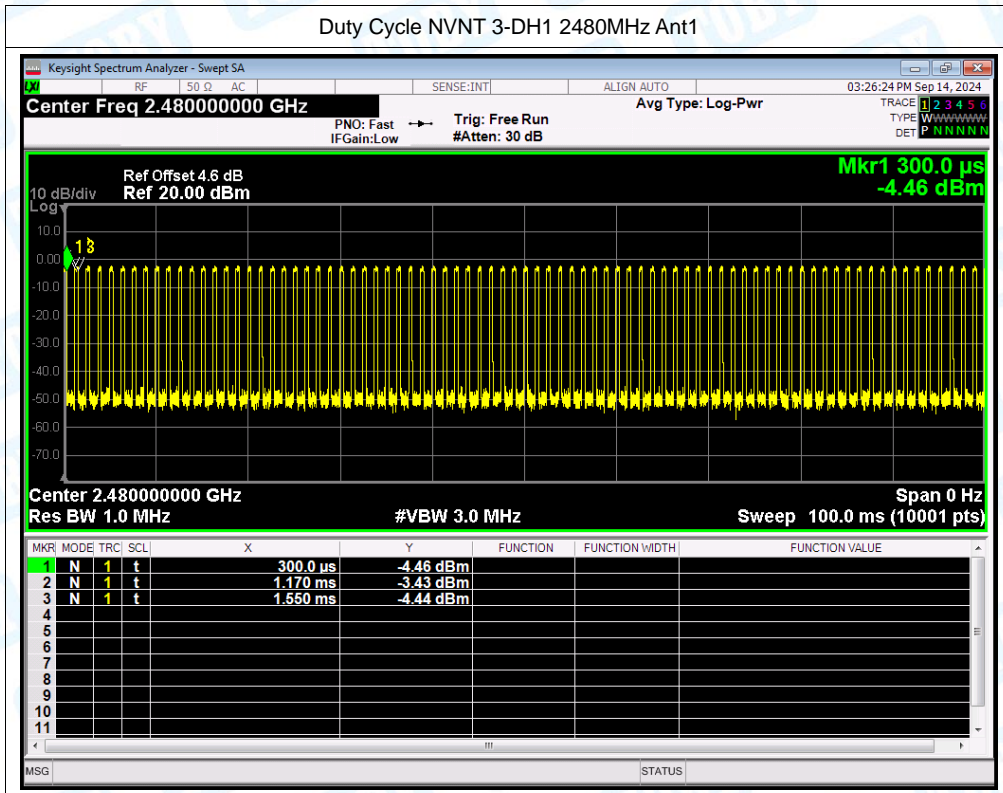 Duty Cycle NVNT 3-DH1 2480MHz Ant1
Keysight Spectrum Analyzer - Swept SA
LXI RF 50 Ω AC SENSE:INT ALIGN AUTO 03:26:24 PM Sep 14, 2024
Center Freq 2.480000000 GHz Avg Type: Log-Pwr TRACE 1 2 3 4 5 6
PNO: Fast Trig: Free Run TYPE W
IFGain:Low #Atten: 30 dB DET P N N N N N
Mkr1 300.0 µs
Ref Offset 4.6 dB
10 dB/div Ref 20.00 dBm -4.46 dBm
Log
10.0
1 3
0.00
-10.0
-20.0
-30.0
-40.0
-50.0
-60.0
-70.0
Center 2.480000000 GHz Span 0 Hz
Res BW 1.0 MHz #VBW 3.0 MHz Sweep 100.0 ms (10001 pts)
MKR MODE TRC SCL X Y FUNCTION FUNCTION WIDTH FUNCTION VALUE
1 N 1 t 300.0 µs -4.46 dBm
2 N 1 t 1.170 ms -3.43 dBm
3 N 1 t 1.550 ms -4.44 dBm
4
5
6
7
8
9
10
11
MSG STATUS